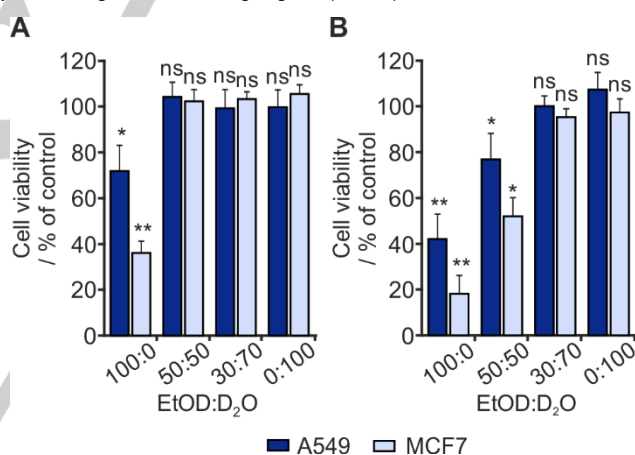 A
B
120
100
80
60
40
20
0
Cell viability
/ % of control
*
**
ns ns
ns ns
ns ns
100:0
50:50
30:70
0:100
EtOD:D₂O
120
100
80
60
40
20
0
Cell viability
/ % of control
**
**
*
*
ns
ns
ns
ns
100:0
50:50
30:70
0:100
EtOD:D₂O
A549
MCF7